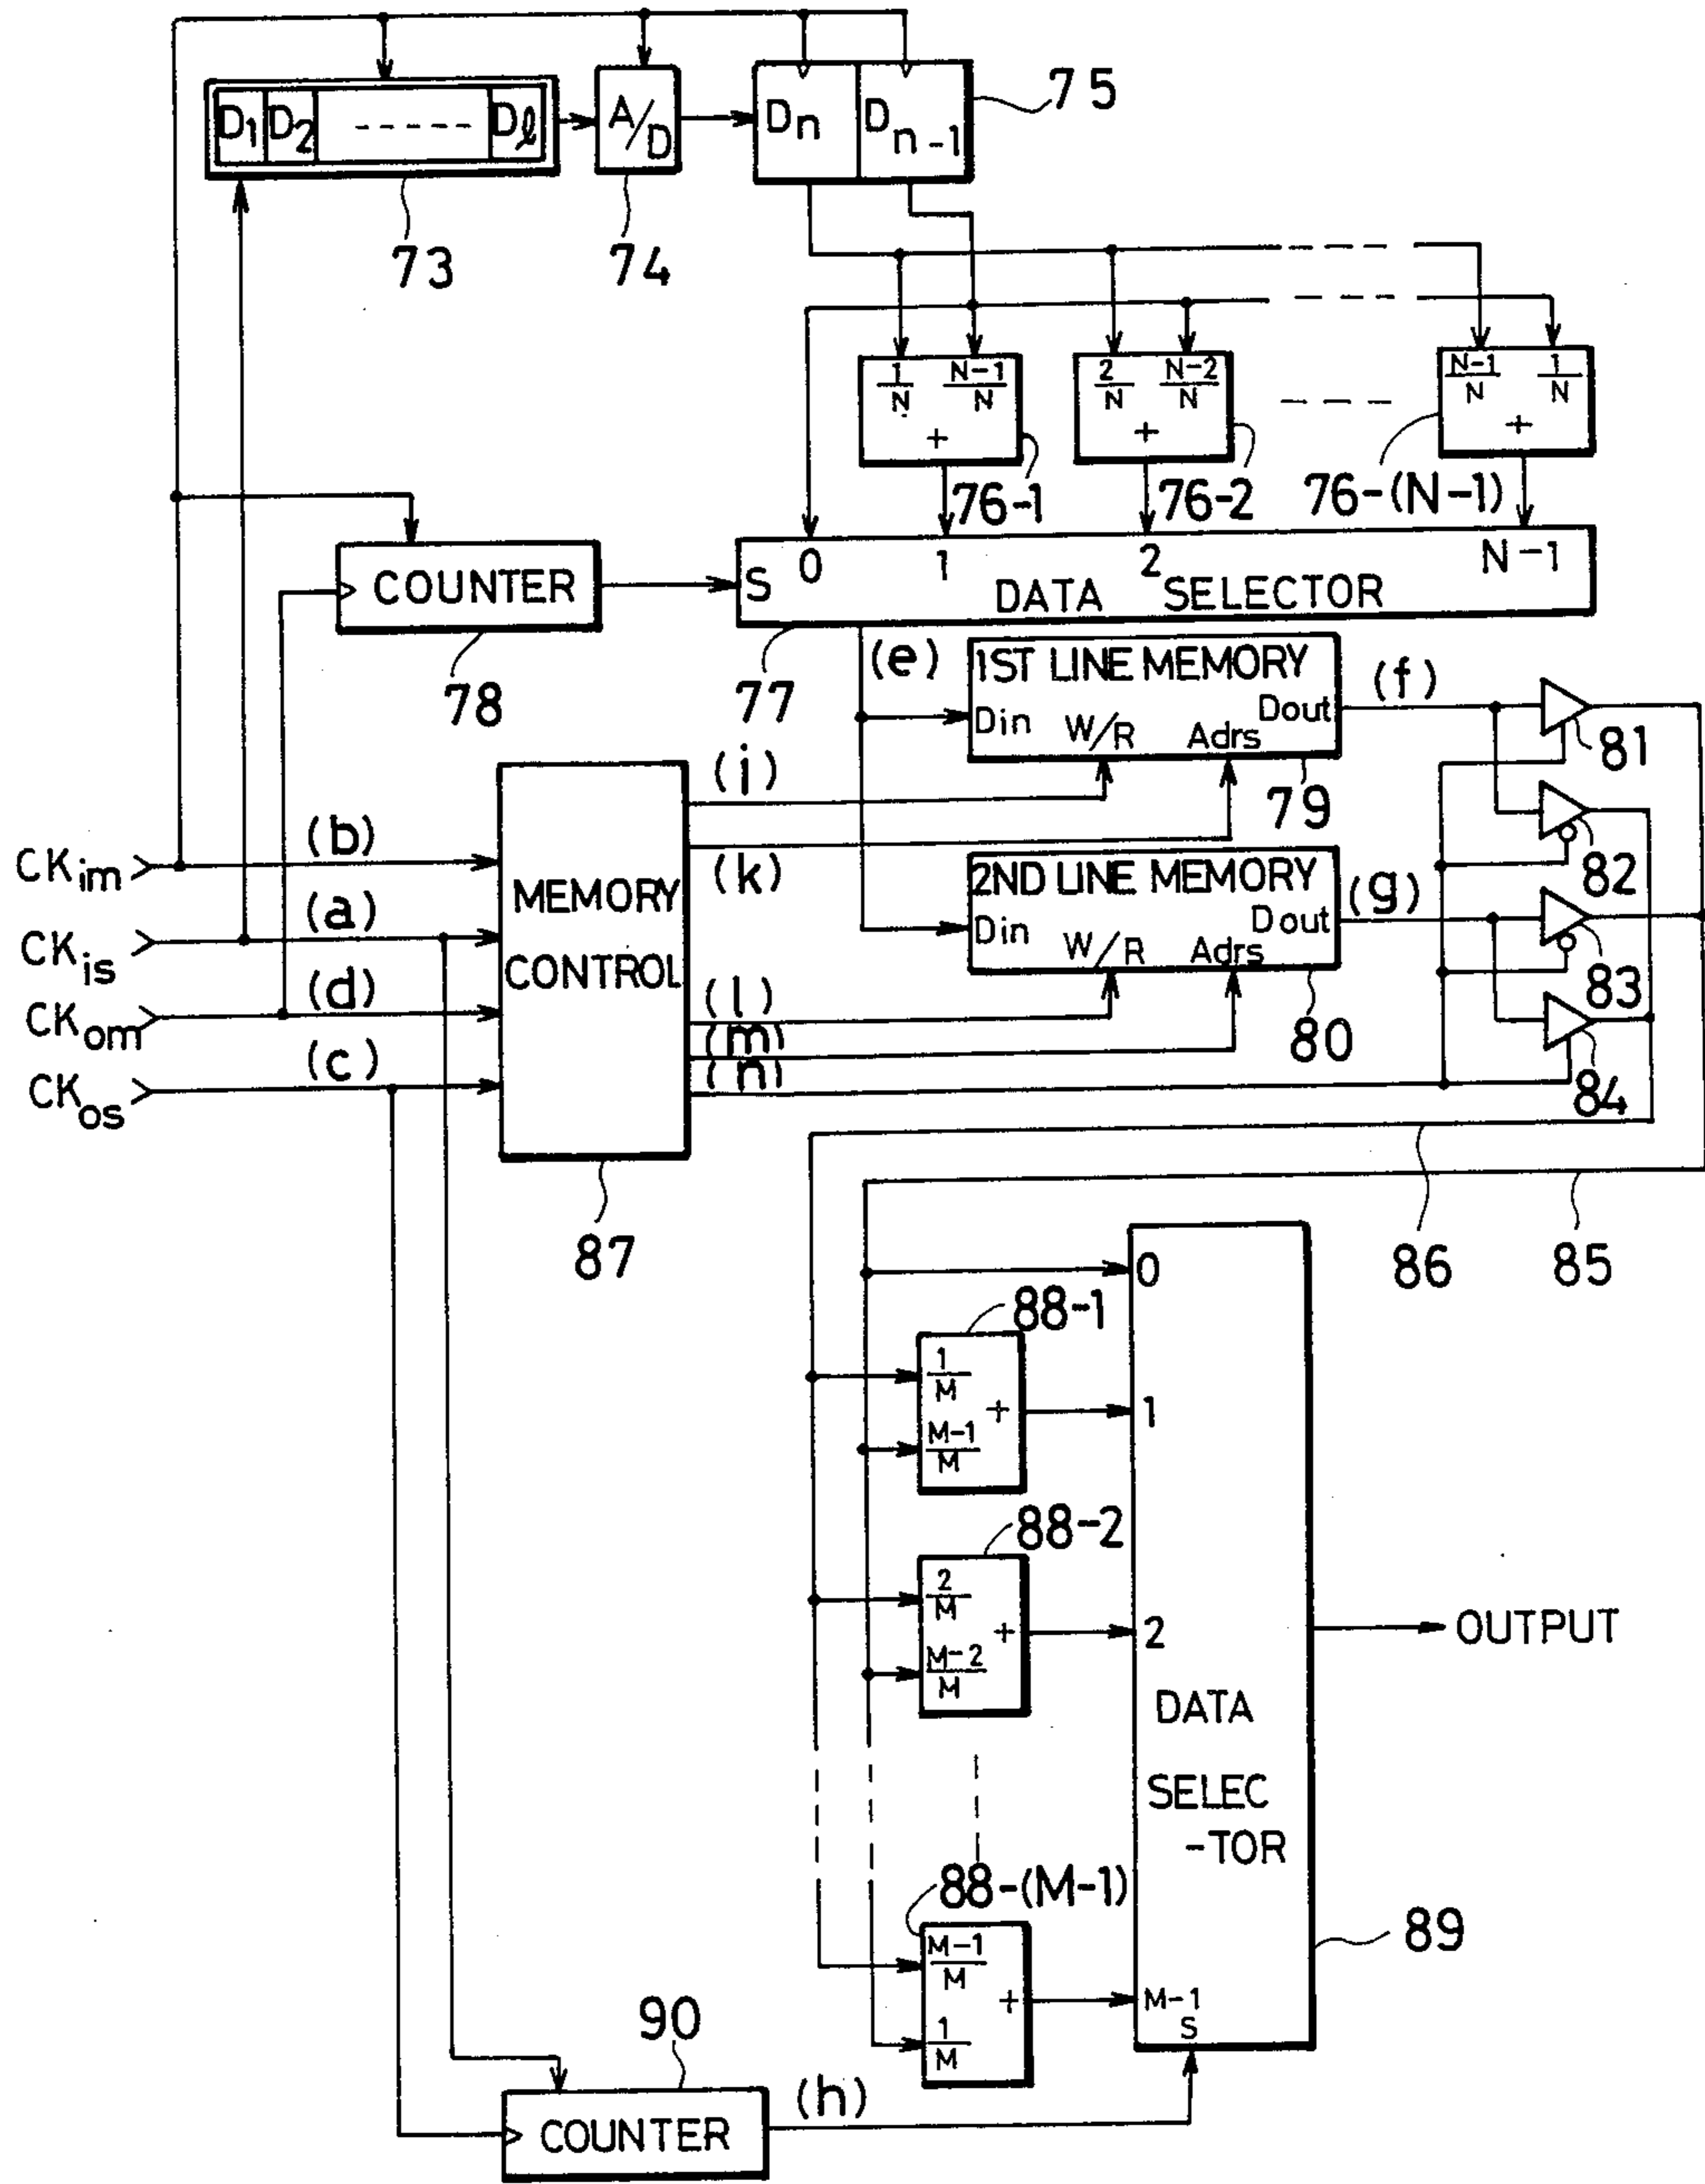 D1 D2 ----- Dl
A/D
Dn Dn-1
75
73
74
1/N N-1/N +
2/N N-2/N +
N-1/N 1/N +
76-1
76-2
76-(N-1)
COUNTER
78
S 0 1 2 N-1
DATA SELECTOR
77
(e)
1ST LINE MEMORY
Din W/R Adrs Dout
(f)
79
81
82
(i)
(k)
2ND LINE MEMORY
Din W/R Adrs Dout
(g)
80
83
84
(l)
(m)
(n)
CKim (b)
CKis (a)
CKom (d)
CKos (c)
MEMORY
CONTROL
87
86
85
0
88-1
1/M
+
M-1/M
1
88-2
2/M
+
M-2/M
2
DATA
SELEC
-TOR
OUTPUT
88-(M-1)
M-1/M
+
1/M
M-1
S
89
90
COUNTER
(h)